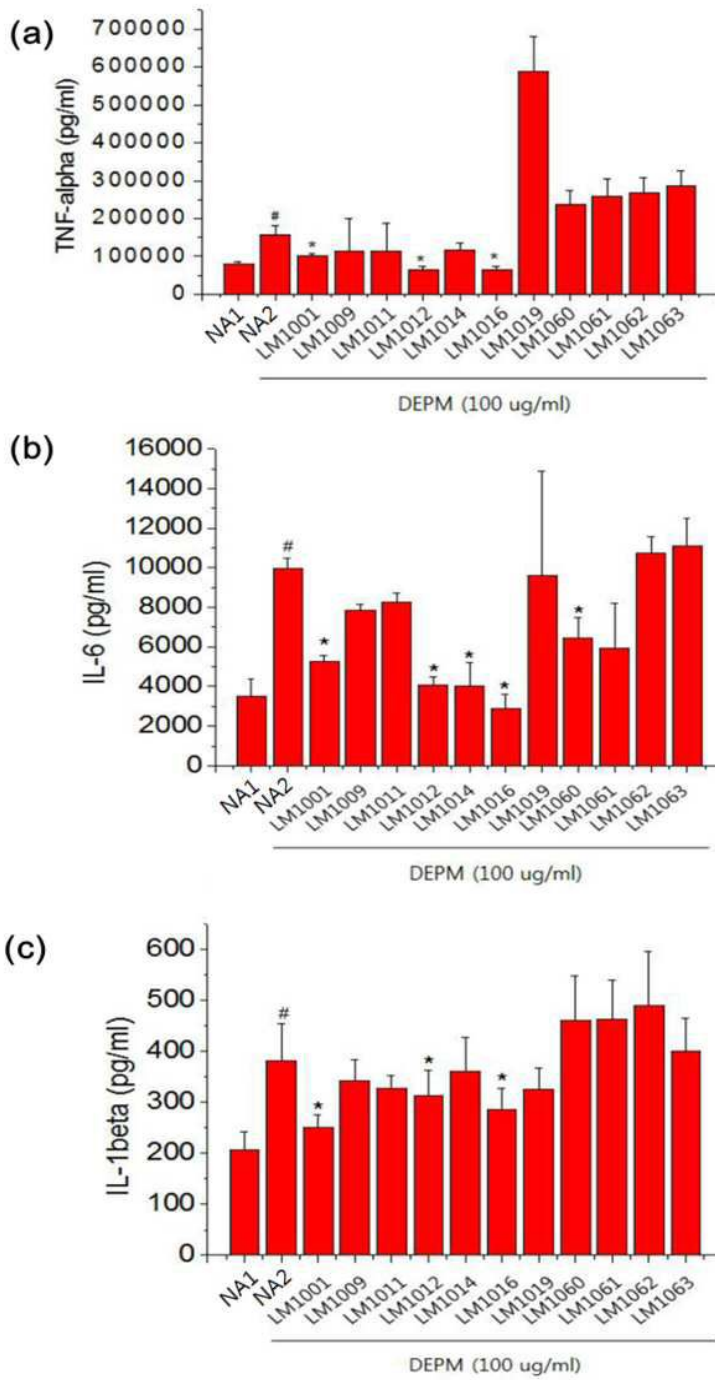 (a)
TNF-alpha (pg/ml)
700000
600000
500000
400000
300000
200000
100000
0
#
*
*
*
NA1
NA2
LM1001
LM1009
LM1011
LM1012
LM1014
LM1016
LM1019
LM1060
LM1061
LM1062
LM1063
DEPM (100 ug/ml)
(b)
IL-6 (pg/ml)
16000
14000
12000
10000
8000
6000
4000
2000
0
#
*
*
*
*
*
NA1
NA2
LM1001
LM1009
LM1011
LM1012
LM1014
LM1016
LM1019
LM1060
LM1061
LM1062
LM1063
DEPM (100 ug/ml)
(c)
IL-1beta (pg/ml)
600
500
400
300
200
100
0
#
*
*
*
NA1
NA2
LM1001
LM1009
LM1011
LM1012
LM1014
LM1016
LM1019
LM1060
LM1061
LM1062
LM1063
DEPM (100 ug/ml)